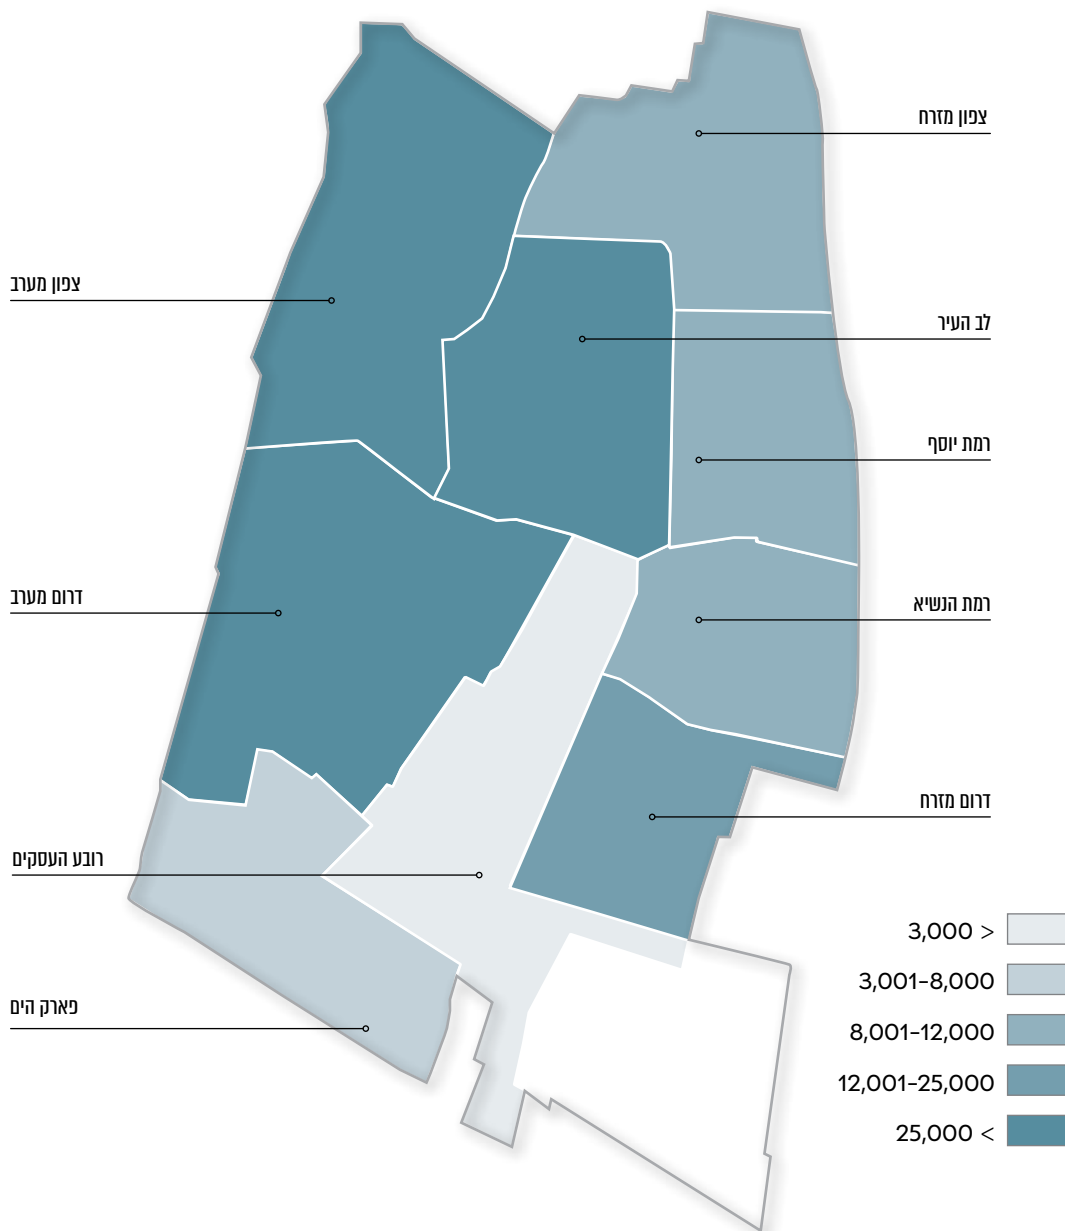 צפון מזרח
צפון מערב
לב העיר
רמת יוסף
דרום מערב
רמת הנשיא
דרום מזרח
רובע העסקים
פארק הים
3,000 >
3,001-8,000
8,001-12,000
12,001-25,000
25,000 <